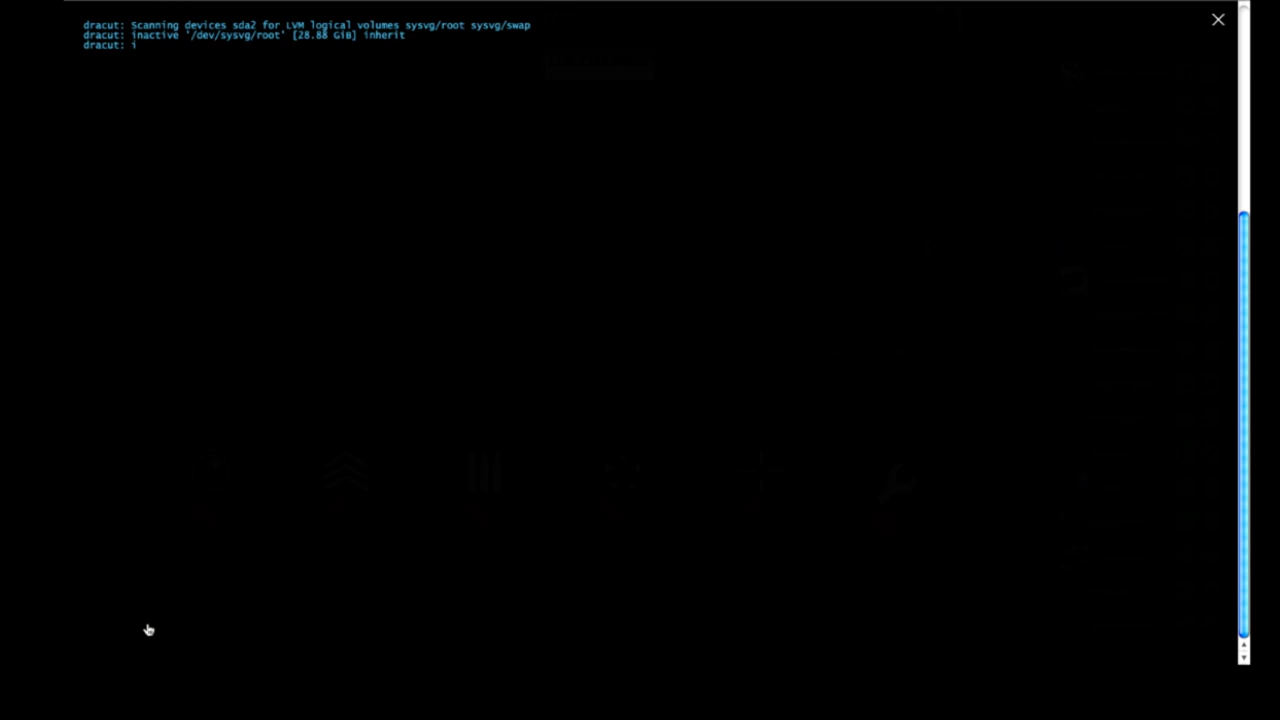 dracut: Scanning devices sda2 for LVM logical volumes sysvg/root sysvg/swap
dracut: inactive '/dev/sysvg/root' [28.88 GiB] inherit
dracut: i